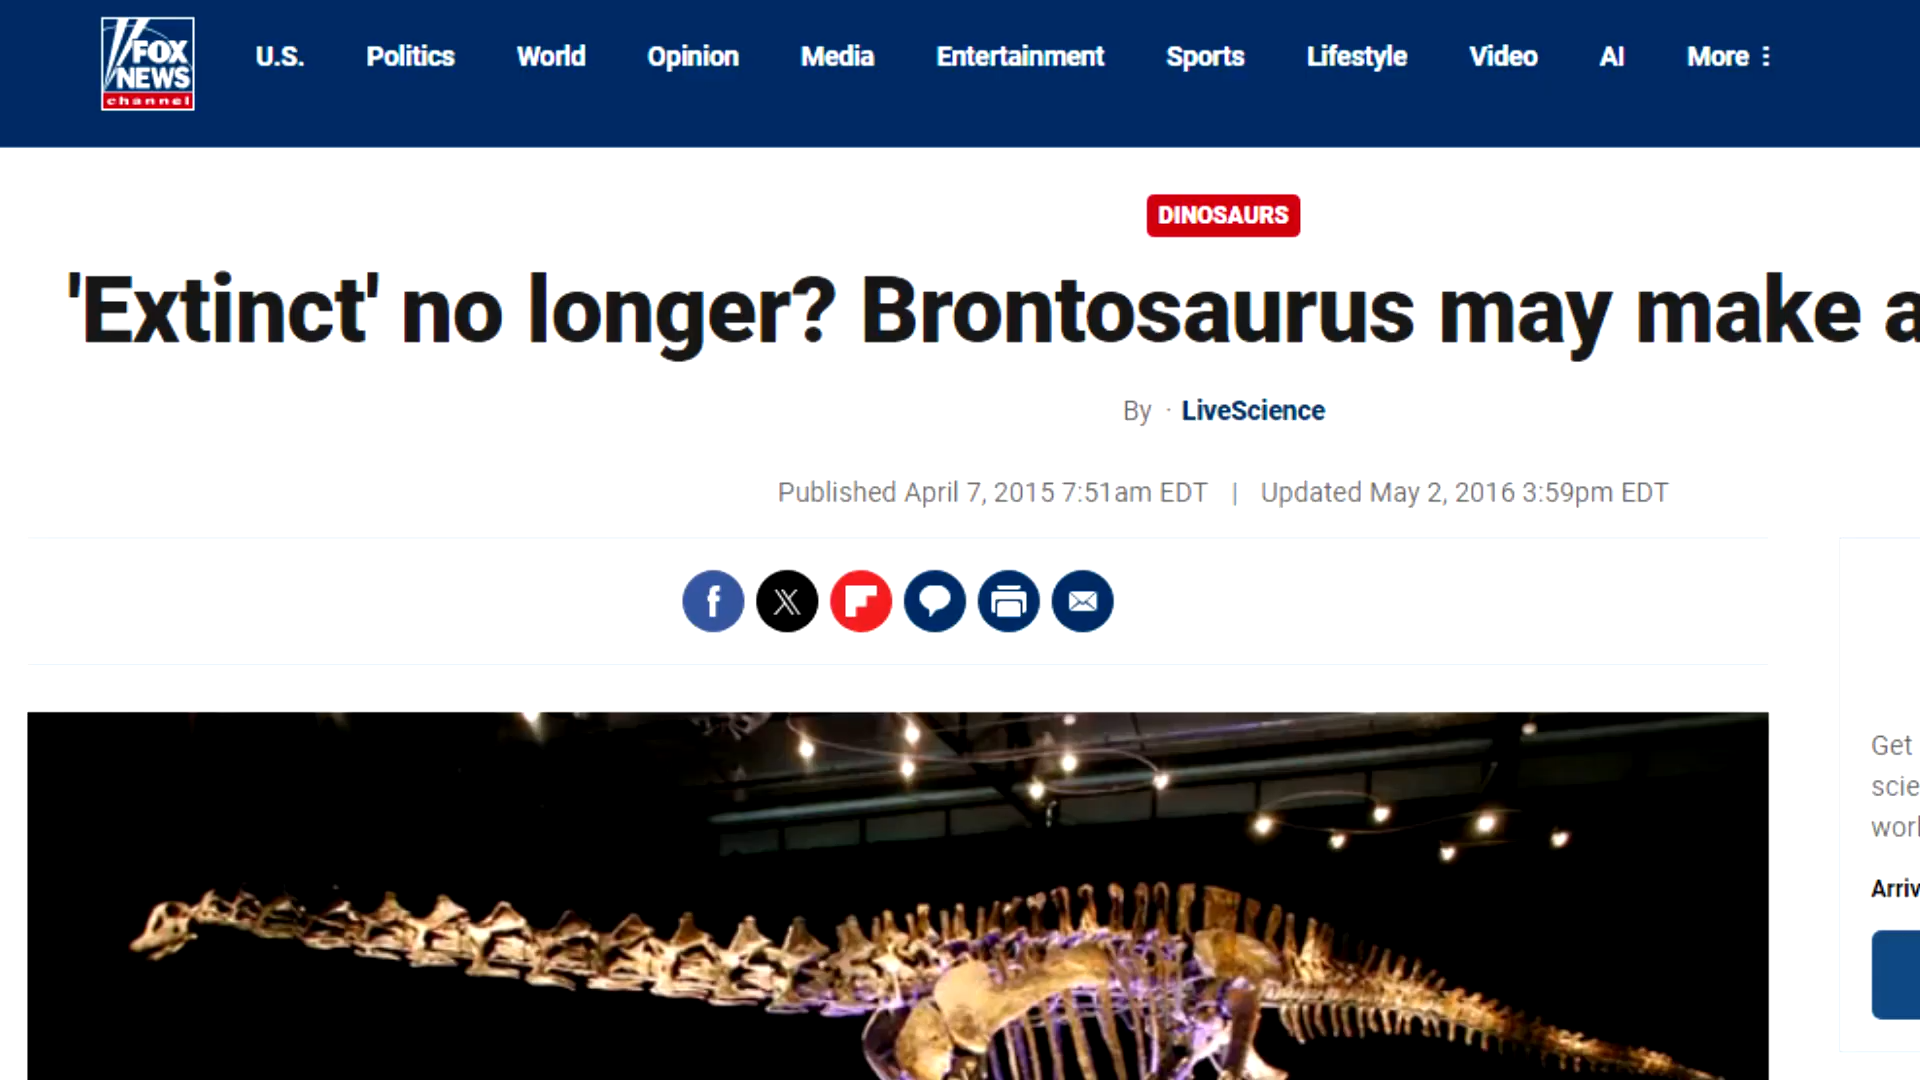 FOX
NEWS
channel
U.S. Politics World Opinion Media Entertainment Sports Lifestyle Video AI More
DINOSAURS
'Extinct' no longer? Brontosaurus may make a
By · LiveScience
Published April 7, 2015 7:51am EDT | Updated May 2, 2016 3:59pm EDT
Get
scie
worl
Arriv